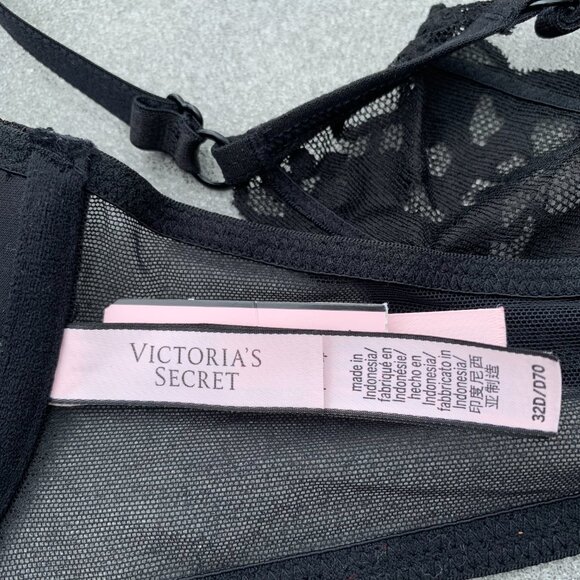 VICTORIA'S
SECRET
made in
Indonesia/
fabriqué en
Indonésie/
hecho en
Indonesia/
fabbricato in
Indonesia/
印度尼西
亚制造
32D/D70